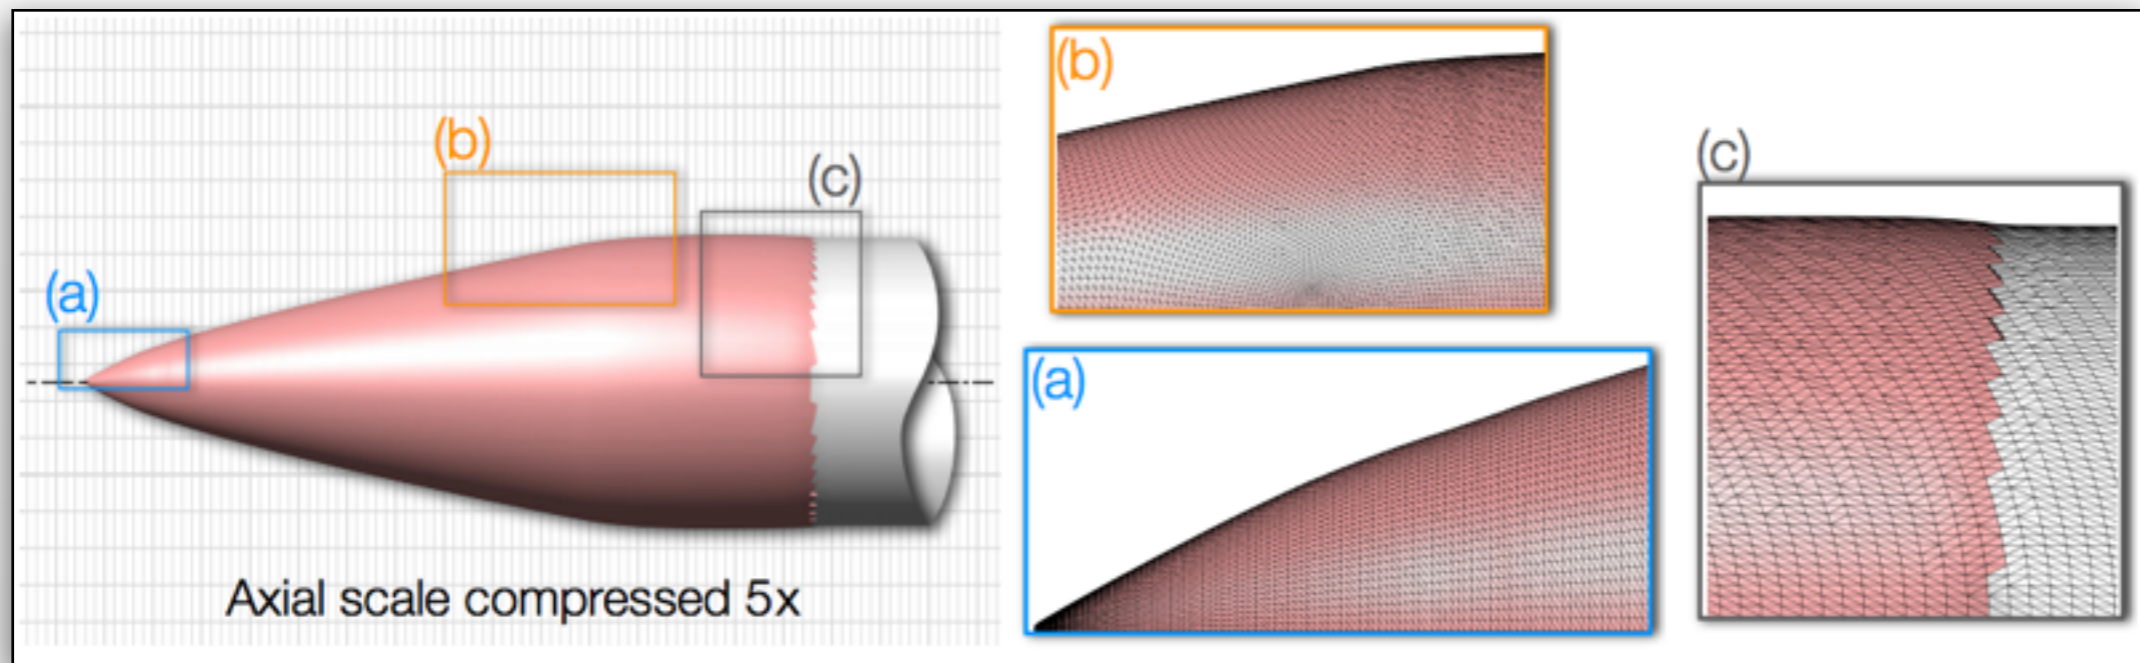 (a)
(b)
(c)
Axial scale compressed 5x
(b)
(a)
(c)